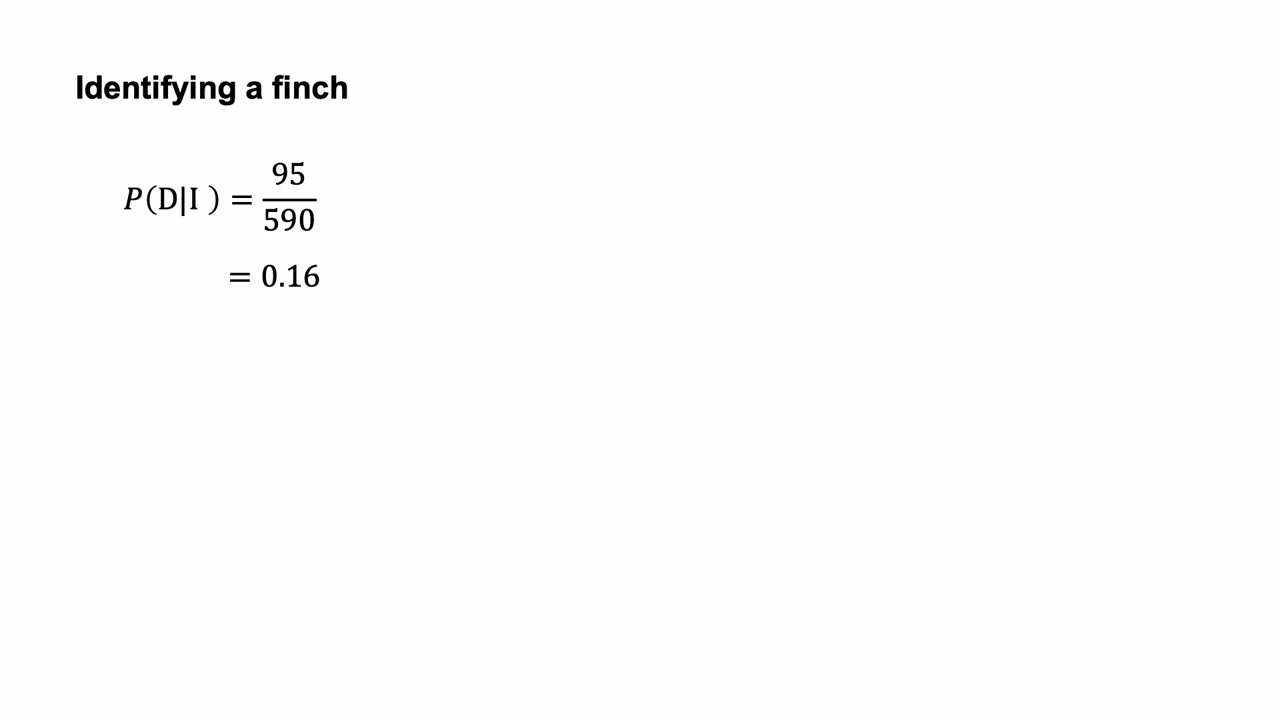 Identifying a finch
P(D|I ) = 95/590
= 0.16